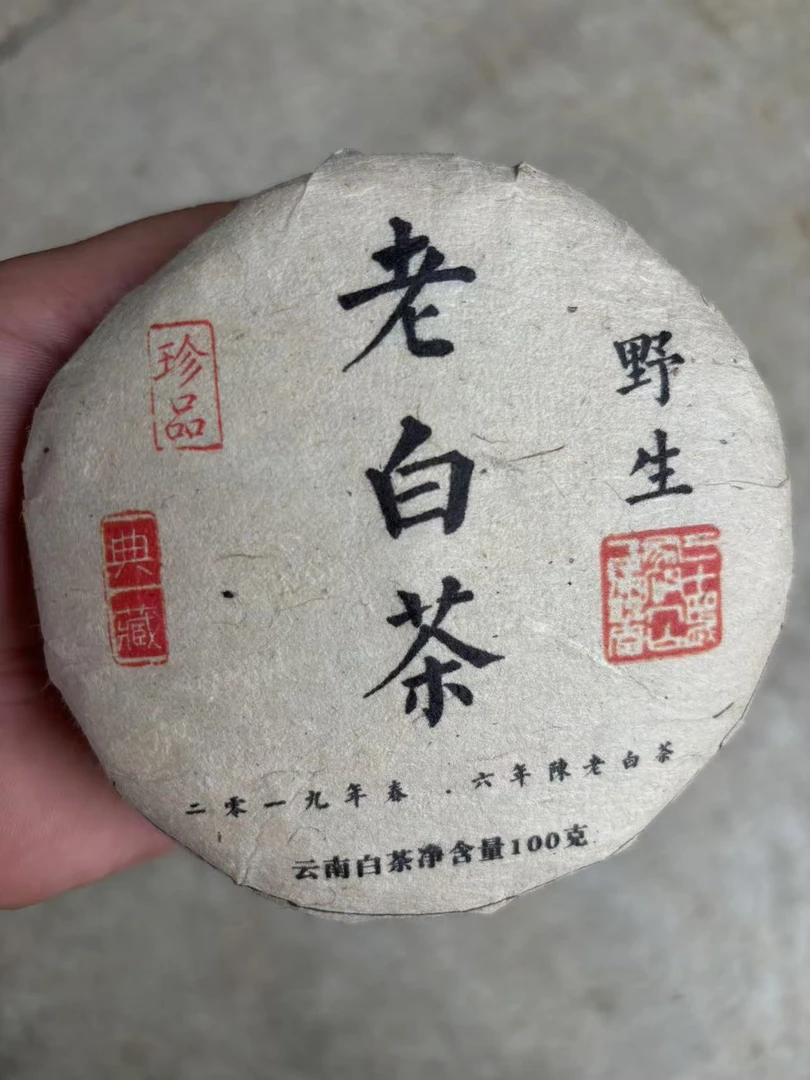 野生
老白茶
珍品
典藏
二零一九年春 . 六年陳老白茶
云南白茶净含量100克